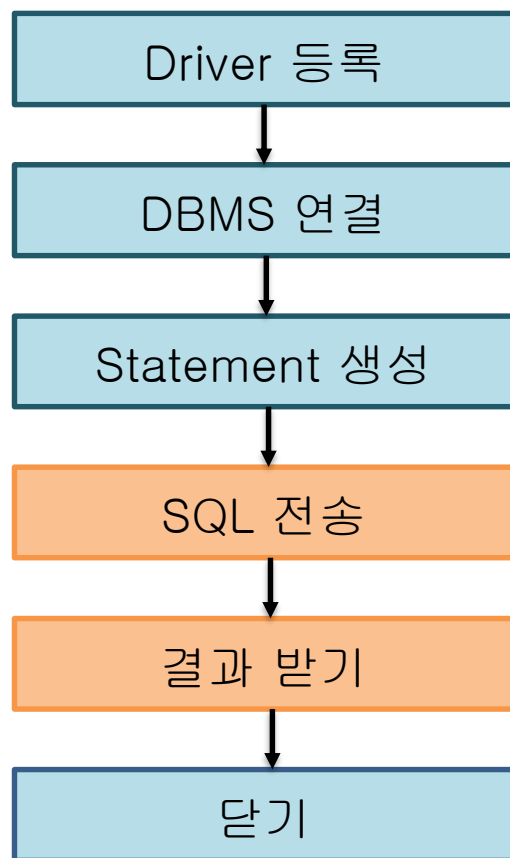 Driver 등록
DBMS 연결
Statement 생성
SQL 전송
결과 받기
닫기